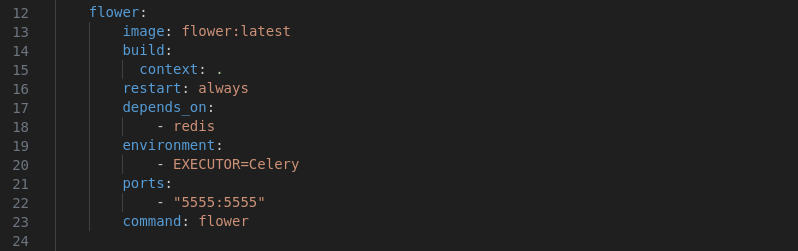 12 flower:
13 image: flower:latest
14 build:
15 context: .
16 restart: always
17 depends_on:
18 - redis
19 environment:
20 - EXECUTOR=Celery
21 ports:
22 - "5555:5555"
23 command: flower
24